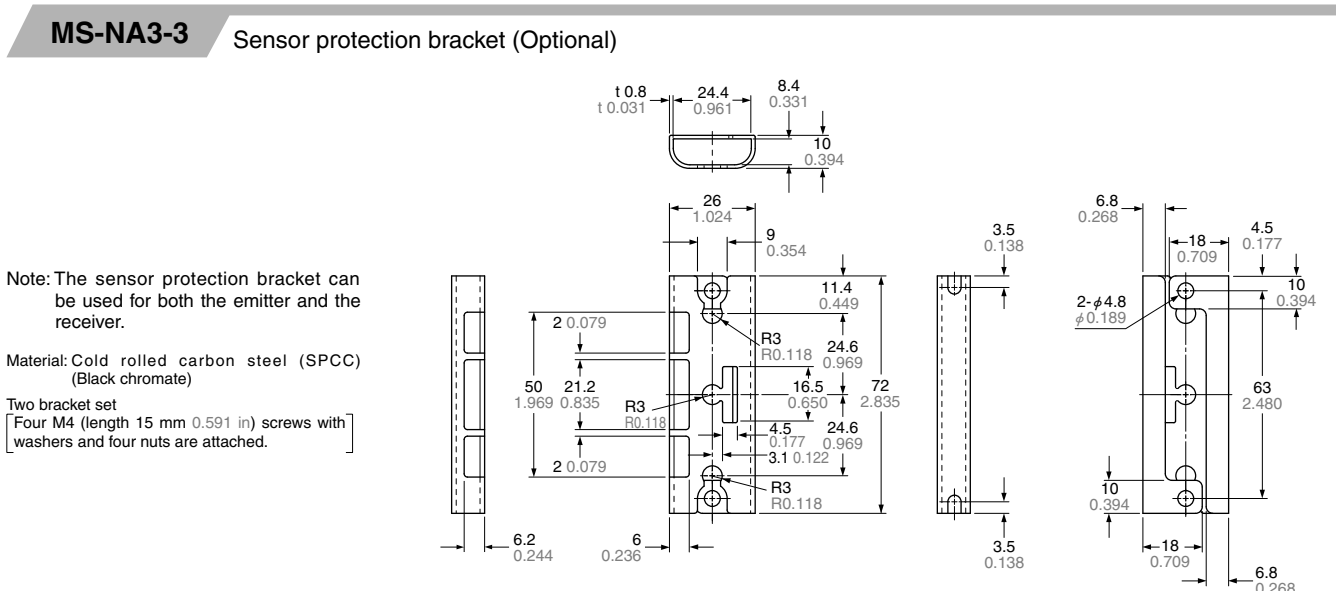 MS-NA3-3
Sensor protection bracket (Optional)
t 0.8
t 0.031
24.4
0.961
8.4
0.331
10
0.394
26
1.024
9
0.354
11.4
0.449
2 0.079
R3
R0.118
24.6
0.969
50
1.969
21.2
0.835
R3
R0.118
16.5
0.650
72
2.835
4.5
0.177
24.6
0.969
3.1 0.122
2 0.079
R3
R0.118
6.2
0.244
6
0.236
3.5
0.138
3.5
0.138
6.8
0.268
18
0.709
4.5
0.177
10
0.394
2-φ4.8
φ0.189
63
2.480
10
0.394
18
0.709
6.8
0.268
Note: The sensor protection bracket can
be used for both the emitter and the
receiver.
Material: Cold rolled carbon steel (SPCC)
(Black chromate)
Two bracket set
Four M4 (length 15 mm 0.591 in) screws with
washers and four nuts are attached.